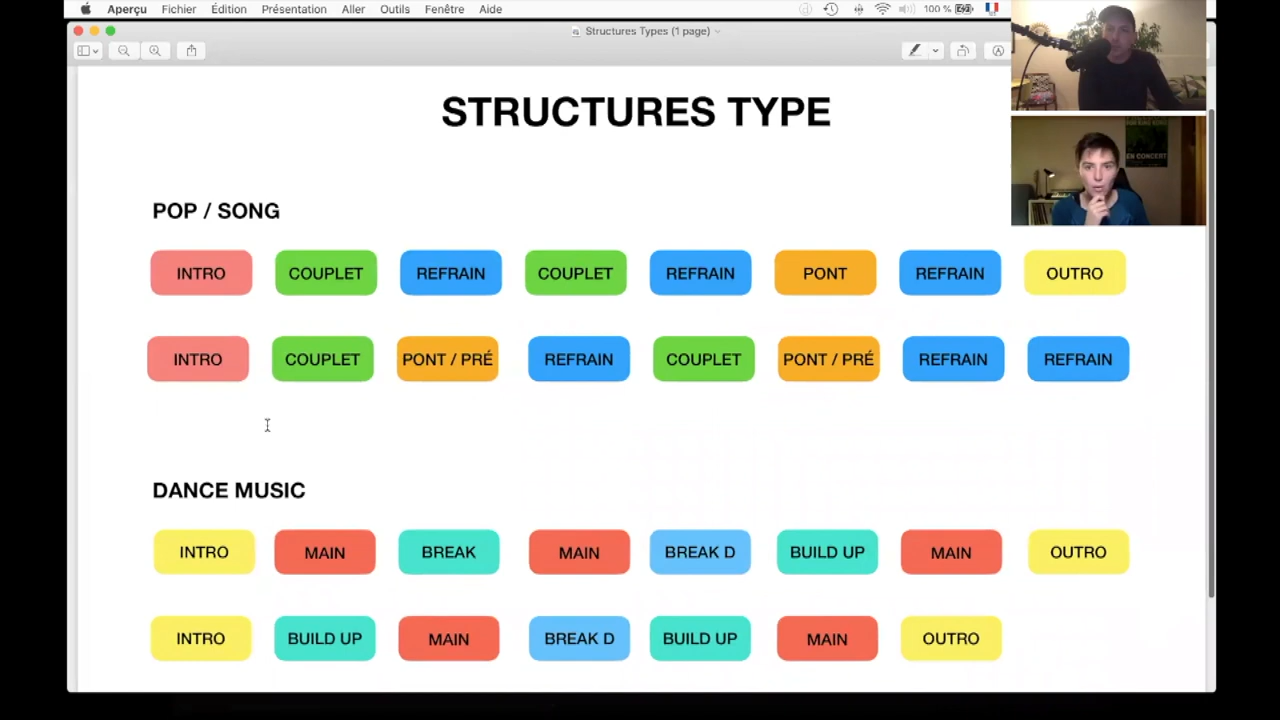 Aperçu Fichier Édition Présentation Aller Outils Fenêtre Aide 100 %
Structures Types (1 page)
STRUCTURES TYPE
EN CONCERT
POP / SONG
INTRO COUPLET REFRAIN COUPLET REFRAIN PONT REFRAIN OUTRO
INTRO COUPLET PONT / PRÉ REFRAIN COUPLET PONT / PRÉ REFRAIN REFRAIN
DANCE MUSIC
INTRO MAIN BREAK MAIN BREAK D BUILD UP MAIN OUTRO
INTRO BUILD UP MAIN BREAK D BUILD UP MAIN OUTRO